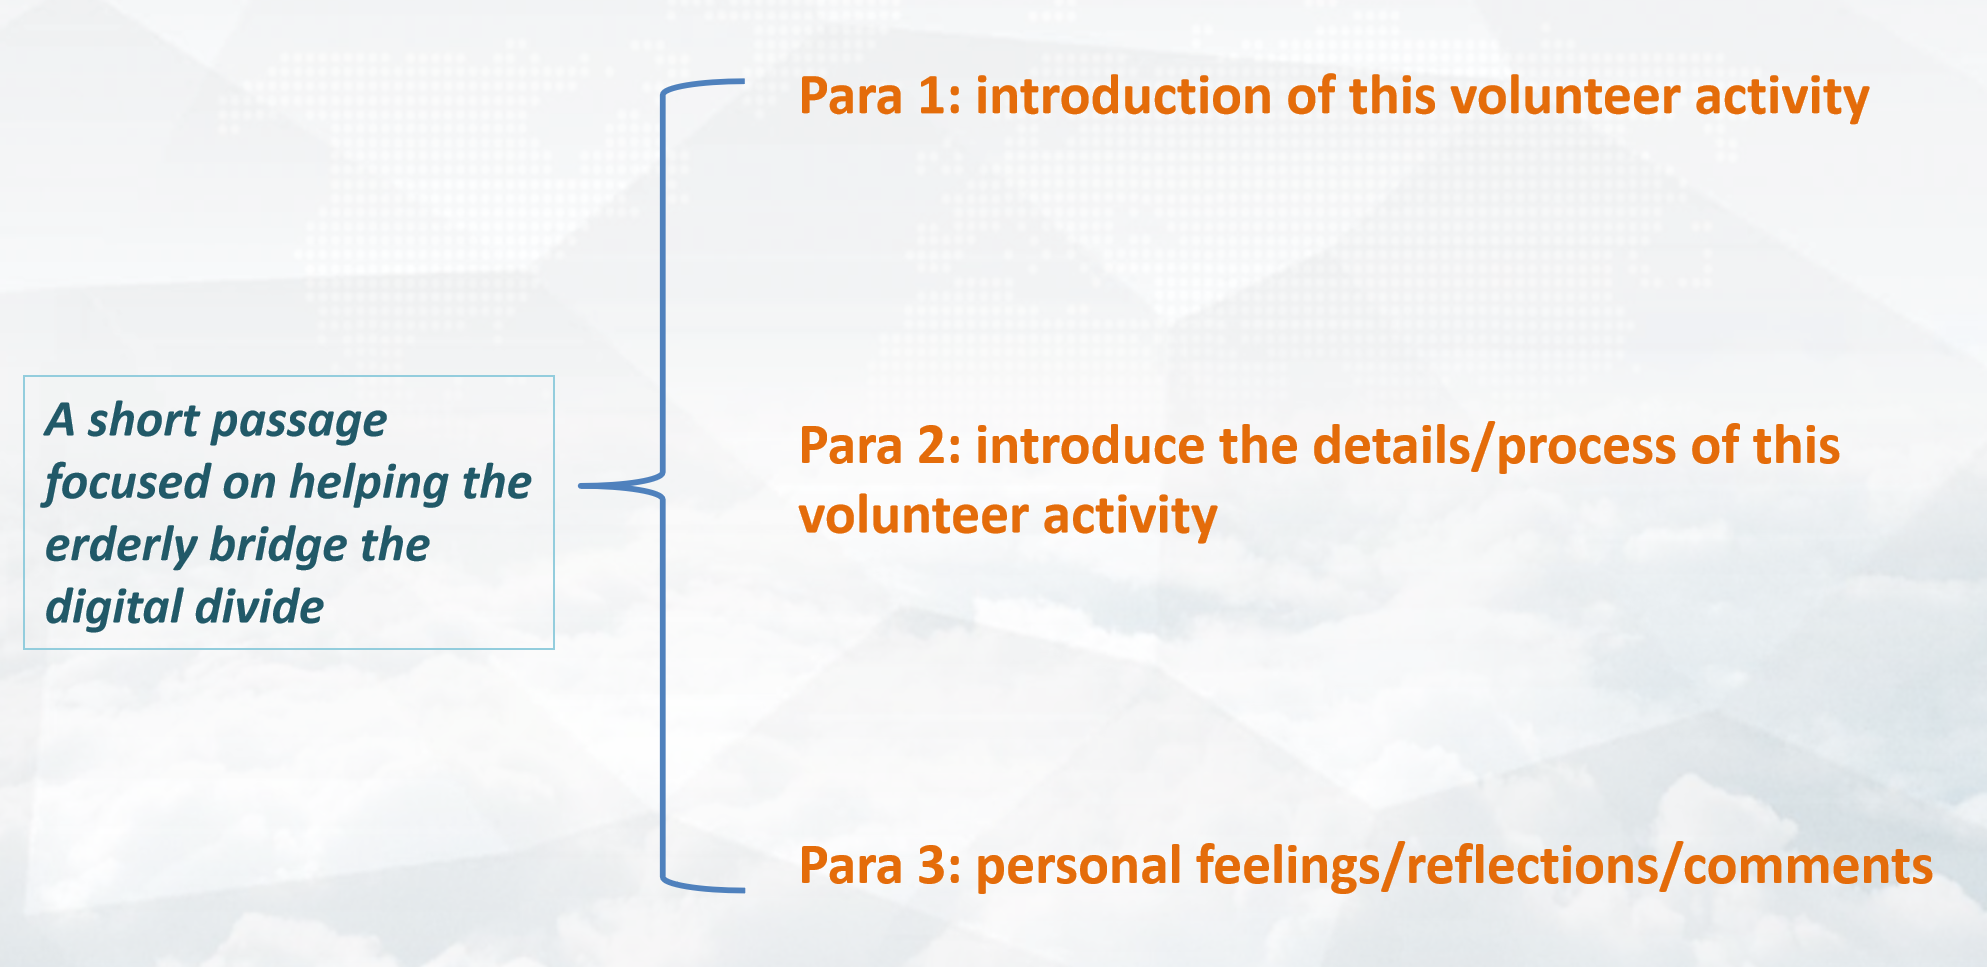 A short passage
focused on helping the
erderly bridge the
digital divide
Para 1: introduction of this volunteer activity
Para 2: introduce the details/process of this
volunteer activity
Para 3: personal feelings/reflections/comments